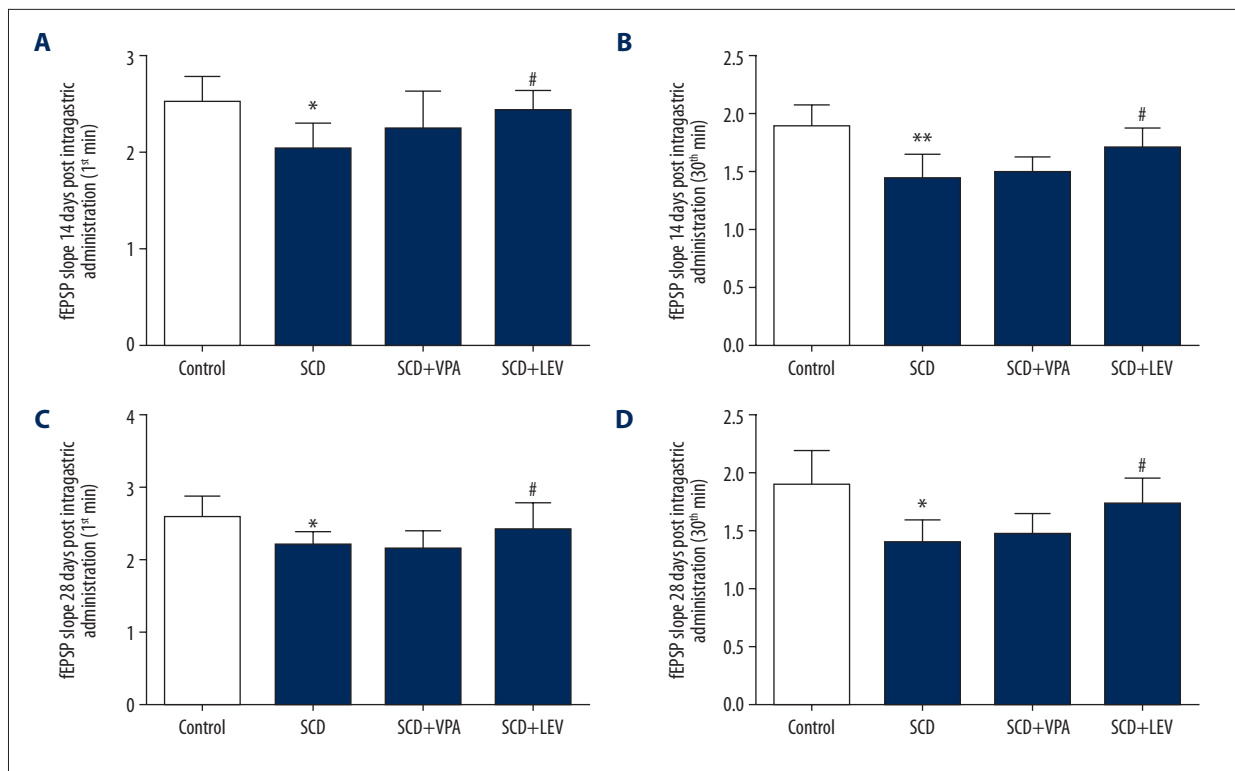 A
fEPSP slope 14 days post intragastric
administration (1st min)
3
2
1
0
*
#
Control
SCD
SCD+VPA
SCD+LEV
B
fEPSP slope 14 days post intragastric
administration (30th min)
2.5
2.0
1.5
1.0
0.5
0.0
**
#
Control
SCD
SCD+VPA
SCD+LEV
C
fEPSP slope 28 days post intragastric
administration (1st min)
4
3
2
1
0
*
#
Control
SCD
SCD+VPA
SCD+LEV
D
fEPSP slope 28 days post intragastric
administration (30th min)
2.5
2.0
1.5
1.0
0.5
0.0
*
#
Control
SCD
SCD+VPA
SCD+LEV